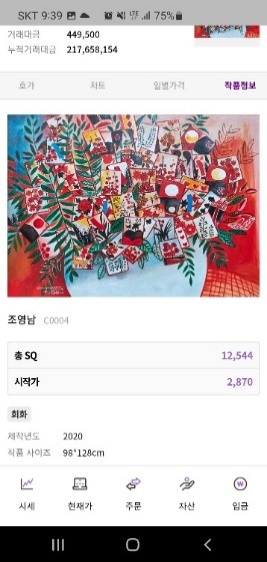 SKT 9:39 LTE 75%
거래대금 449,500
누적거래대금 217,658,154
호가 차트 일별가격 작품정보
조영남 C0004
총 SQ 12,544
시작가 2,870
회화
제작년도 2020
작품 사이즈 98*128cm
시세 현재가 주문 자산 입금